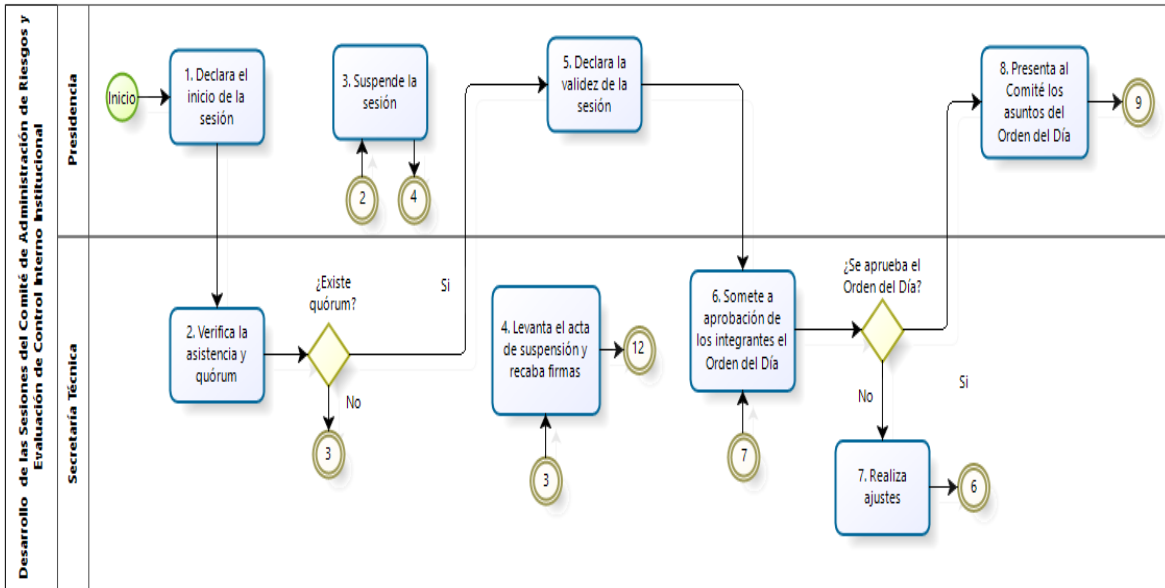 Desarrollo de las Sesiones del Comité de Administración de Riesgos y
Evaluación de Control Interno Institucional
Presidencia
Inicio
1. Declara el
inicio de la
sesión
3. Suspende la
sesión
2
4
5. Declara la
validez de la
sesión
8. Presenta al
Comité los
asuntos del
Orden del Día
9
Secretaría Técnica
2. Verifica la
asistencia y
quórum
¿Existe
quórum?
Si
No
3
4. Levanta el acta
de suspensión y
recaba firmas
12
3
6. Somete a
aprobación de
los integrantes el
Orden del Día
7
¿Se aprueba el
Orden del Día?
No
Si
7. Realiza
ajustes
6